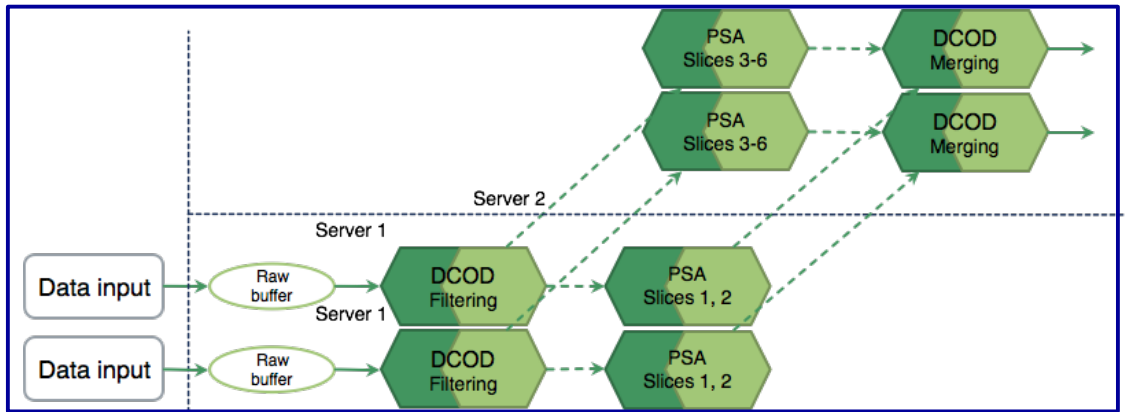 PSA
Slices 3-6
DCOD
Merging
PSA
Slices 3-6
DCOD
Merging
Server 2
Server 1
Data input
Raw
buffer
DCOD
Filtering
PSA
Slices 1, 2
Server 1
Data input
Raw
buffer
DCOD
Filtering
PSA
Slices 1, 2